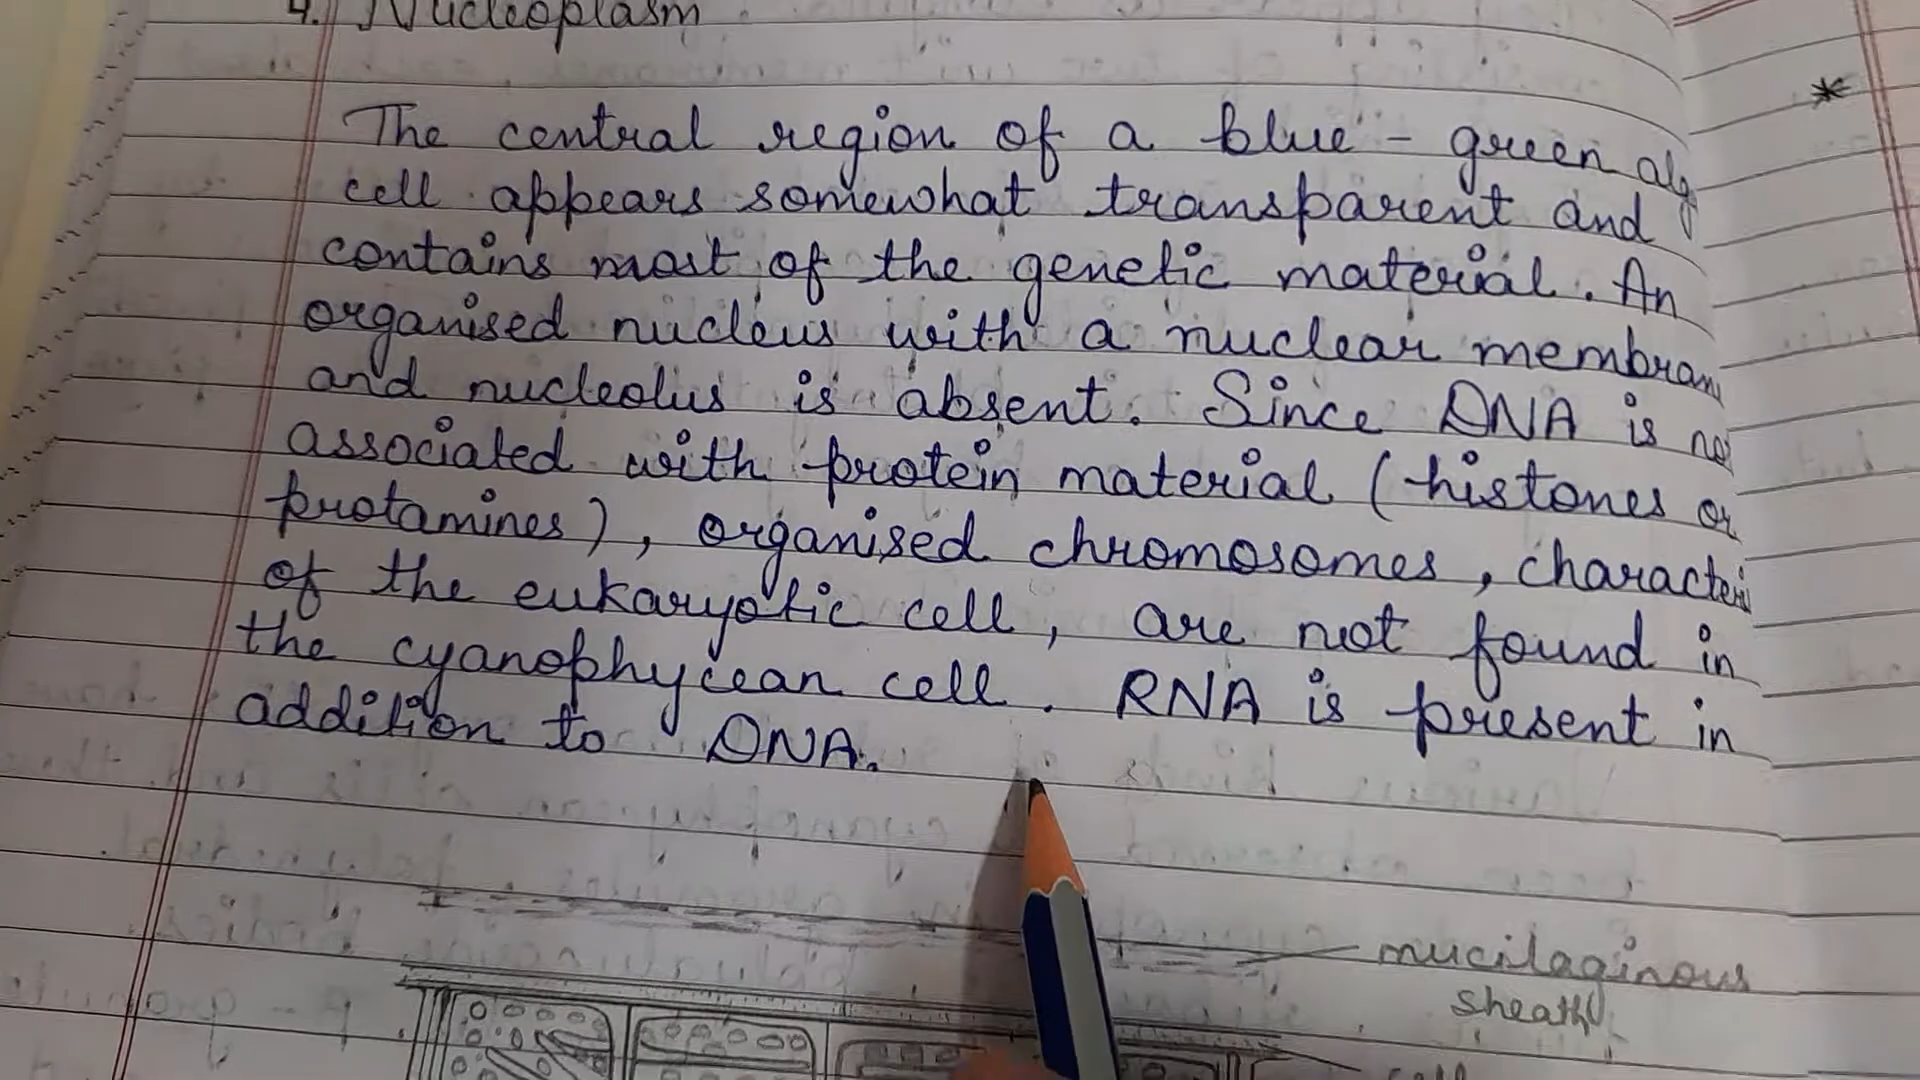 4. Nucleoplasm
The central region of a blue-green alg
cell appears somewhat transparent and
contains most of the genetic material. An
organised nucleus with a nuclear membran
and nucleolus is absent. Since DNA is no
associated with protein material (histones or
protamines), organised chromosomes, characteri
of the eukaryotic cell, are not found in
the cyanophycean cell. RNA is present in
addition to DNA.
mucilaginous
sheath
cell